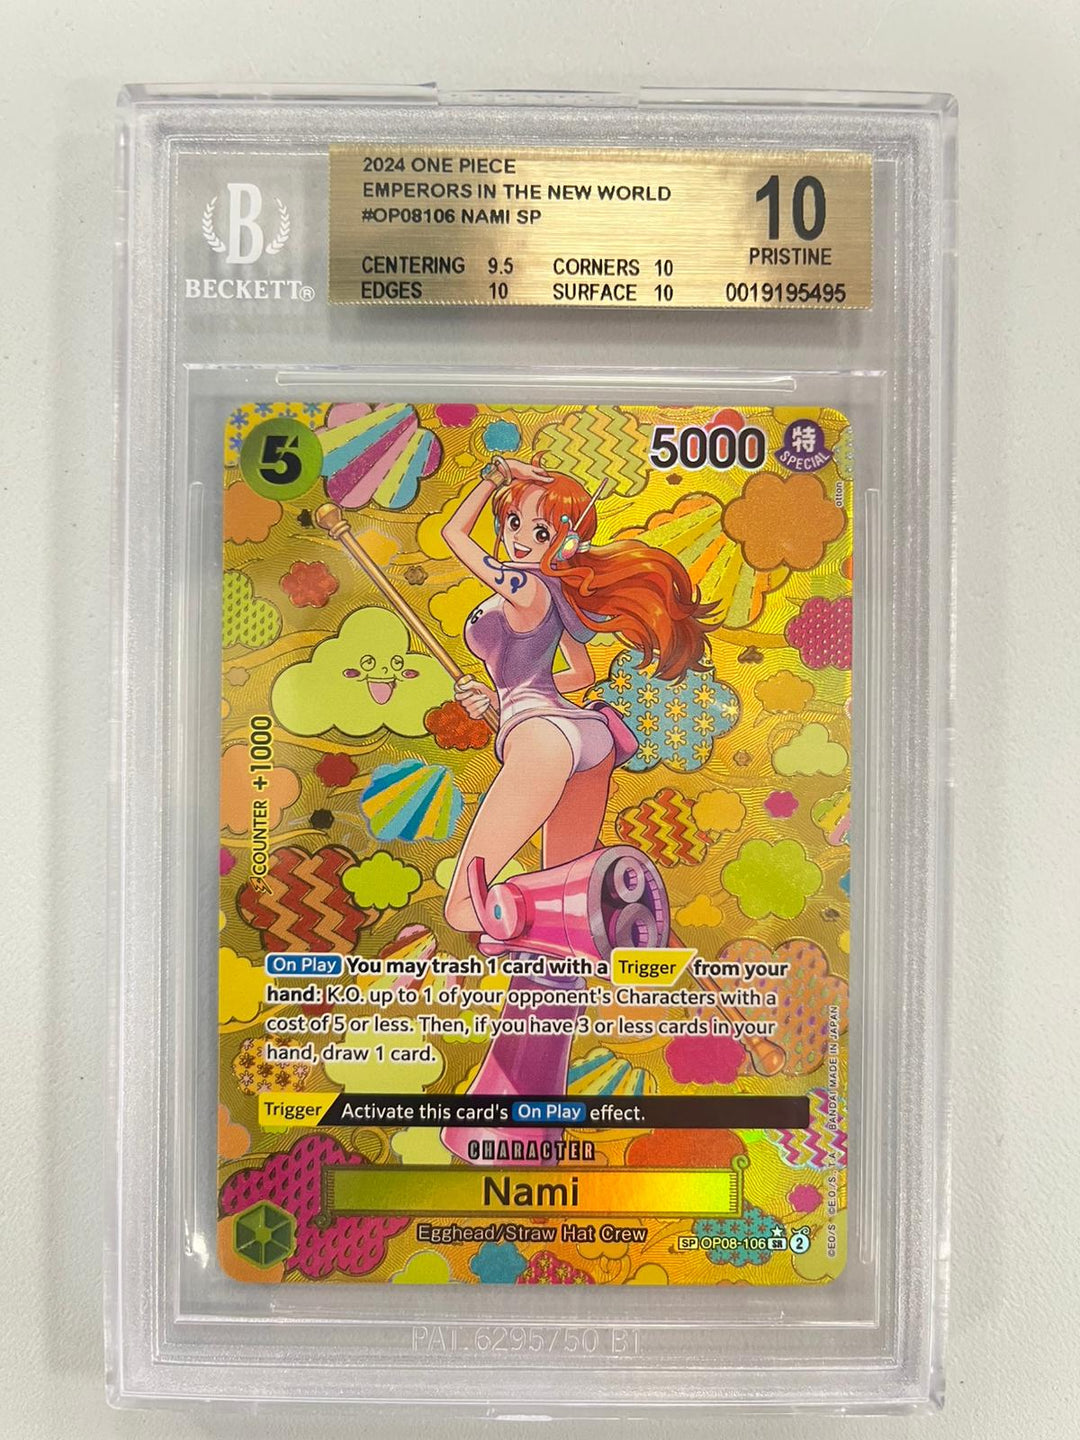 2024 ONE PIECE
EMPERORS IN THE NEW WORLD
#OP08106 NAMI SP
CENTERING 9.5 CORNERS 10
EDGES 10 SURFACE 10
10
PRISTINE
0019195495
B
BECKETT®
5
5000
特
SPECIAL
otton
COUNTER +1000
On Play You may trash 1 card with a Trigger from your
hand: K.O. up to 1 of your opponent's Characters with a
cost of 5 or less. Then, if you have 3 or less cards in your
hand, draw 1 card.
Trigger Activate this card's On Play effect.
CHARACTER
Nami
Egghead/Straw Hat Crew
SP OP08-106 SR 2
©EO/S ©E.O./S., T.A. BANDAI MADE IN JAPAN
PAT. 6295750 B1